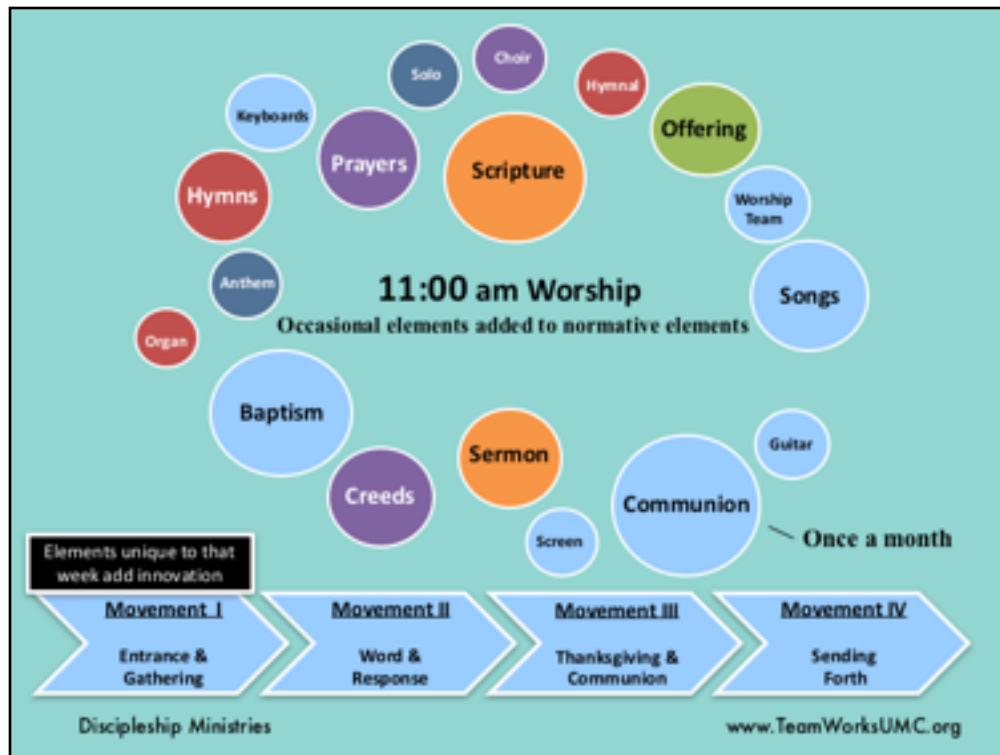 Choir
Solo
Hymnal
Keyboards
Offering
Prayers
Scripture
Hymns
Worship
Team
Anthem
11:00 am Worship
Songs
Occasional elements added to normative elements
Organ
Baptism
Guitar
Sermon
Creeds
Communion
Screen
Once a month
Elements unique to that
week add innovation
Movement I
Entrance &
Gathering
Movement II
Word &
Response
Movement III
Thanksgiving &
Communion
Movement IV
Sending
Forth
Discipleship Ministries
www.TeamWorksUMC.org